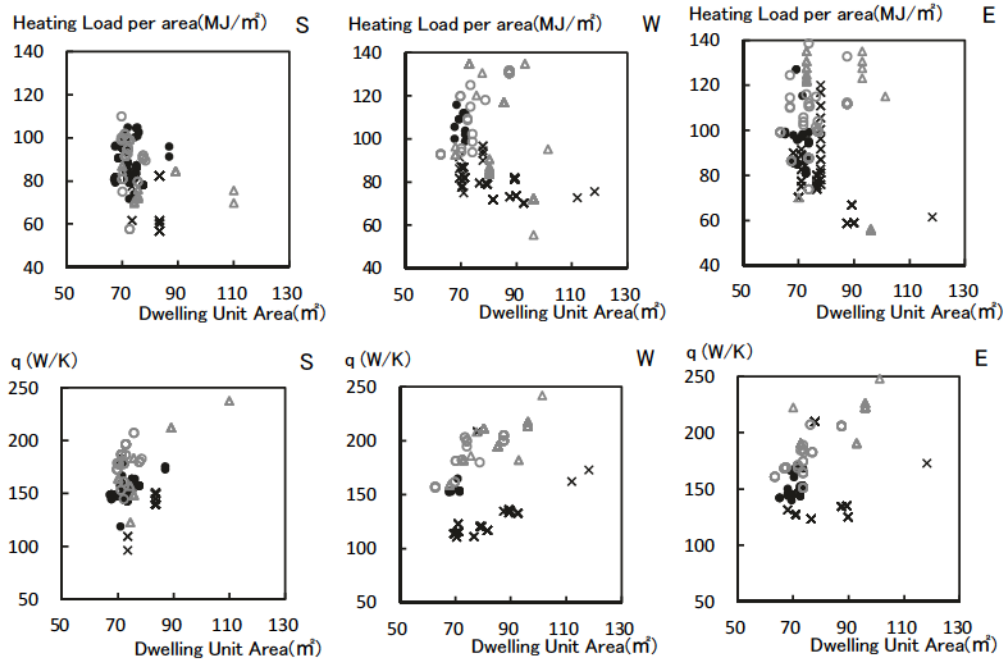 Heating Load per area(MJ/㎡) S
140
120
100
80
60
40
50 70 90 110 130
Dwelling Unit Area(㎡)
Heating Load per area(MJ/㎡) W
140
120
100
80
60
40
50 70 90 110 130
Dwelling Unit Area(㎡)
Heating Load per area(MJ/㎡) E
140
120
100
80
60
40
50 70 90 110 130
Dwelling Unit Area(㎡)
q (W/K) S
250
200
150
100
50
50 70 90 110 130
Dwelling Unit Area(㎡)
q (W/K) W
250
200
150
100
50
50 70 90 110 130
Dwelling Unit Area(㎡)
q (W/K) E
250
200
150
100
50
50 70 90 110 130
Dwelling Unit Area(㎡)